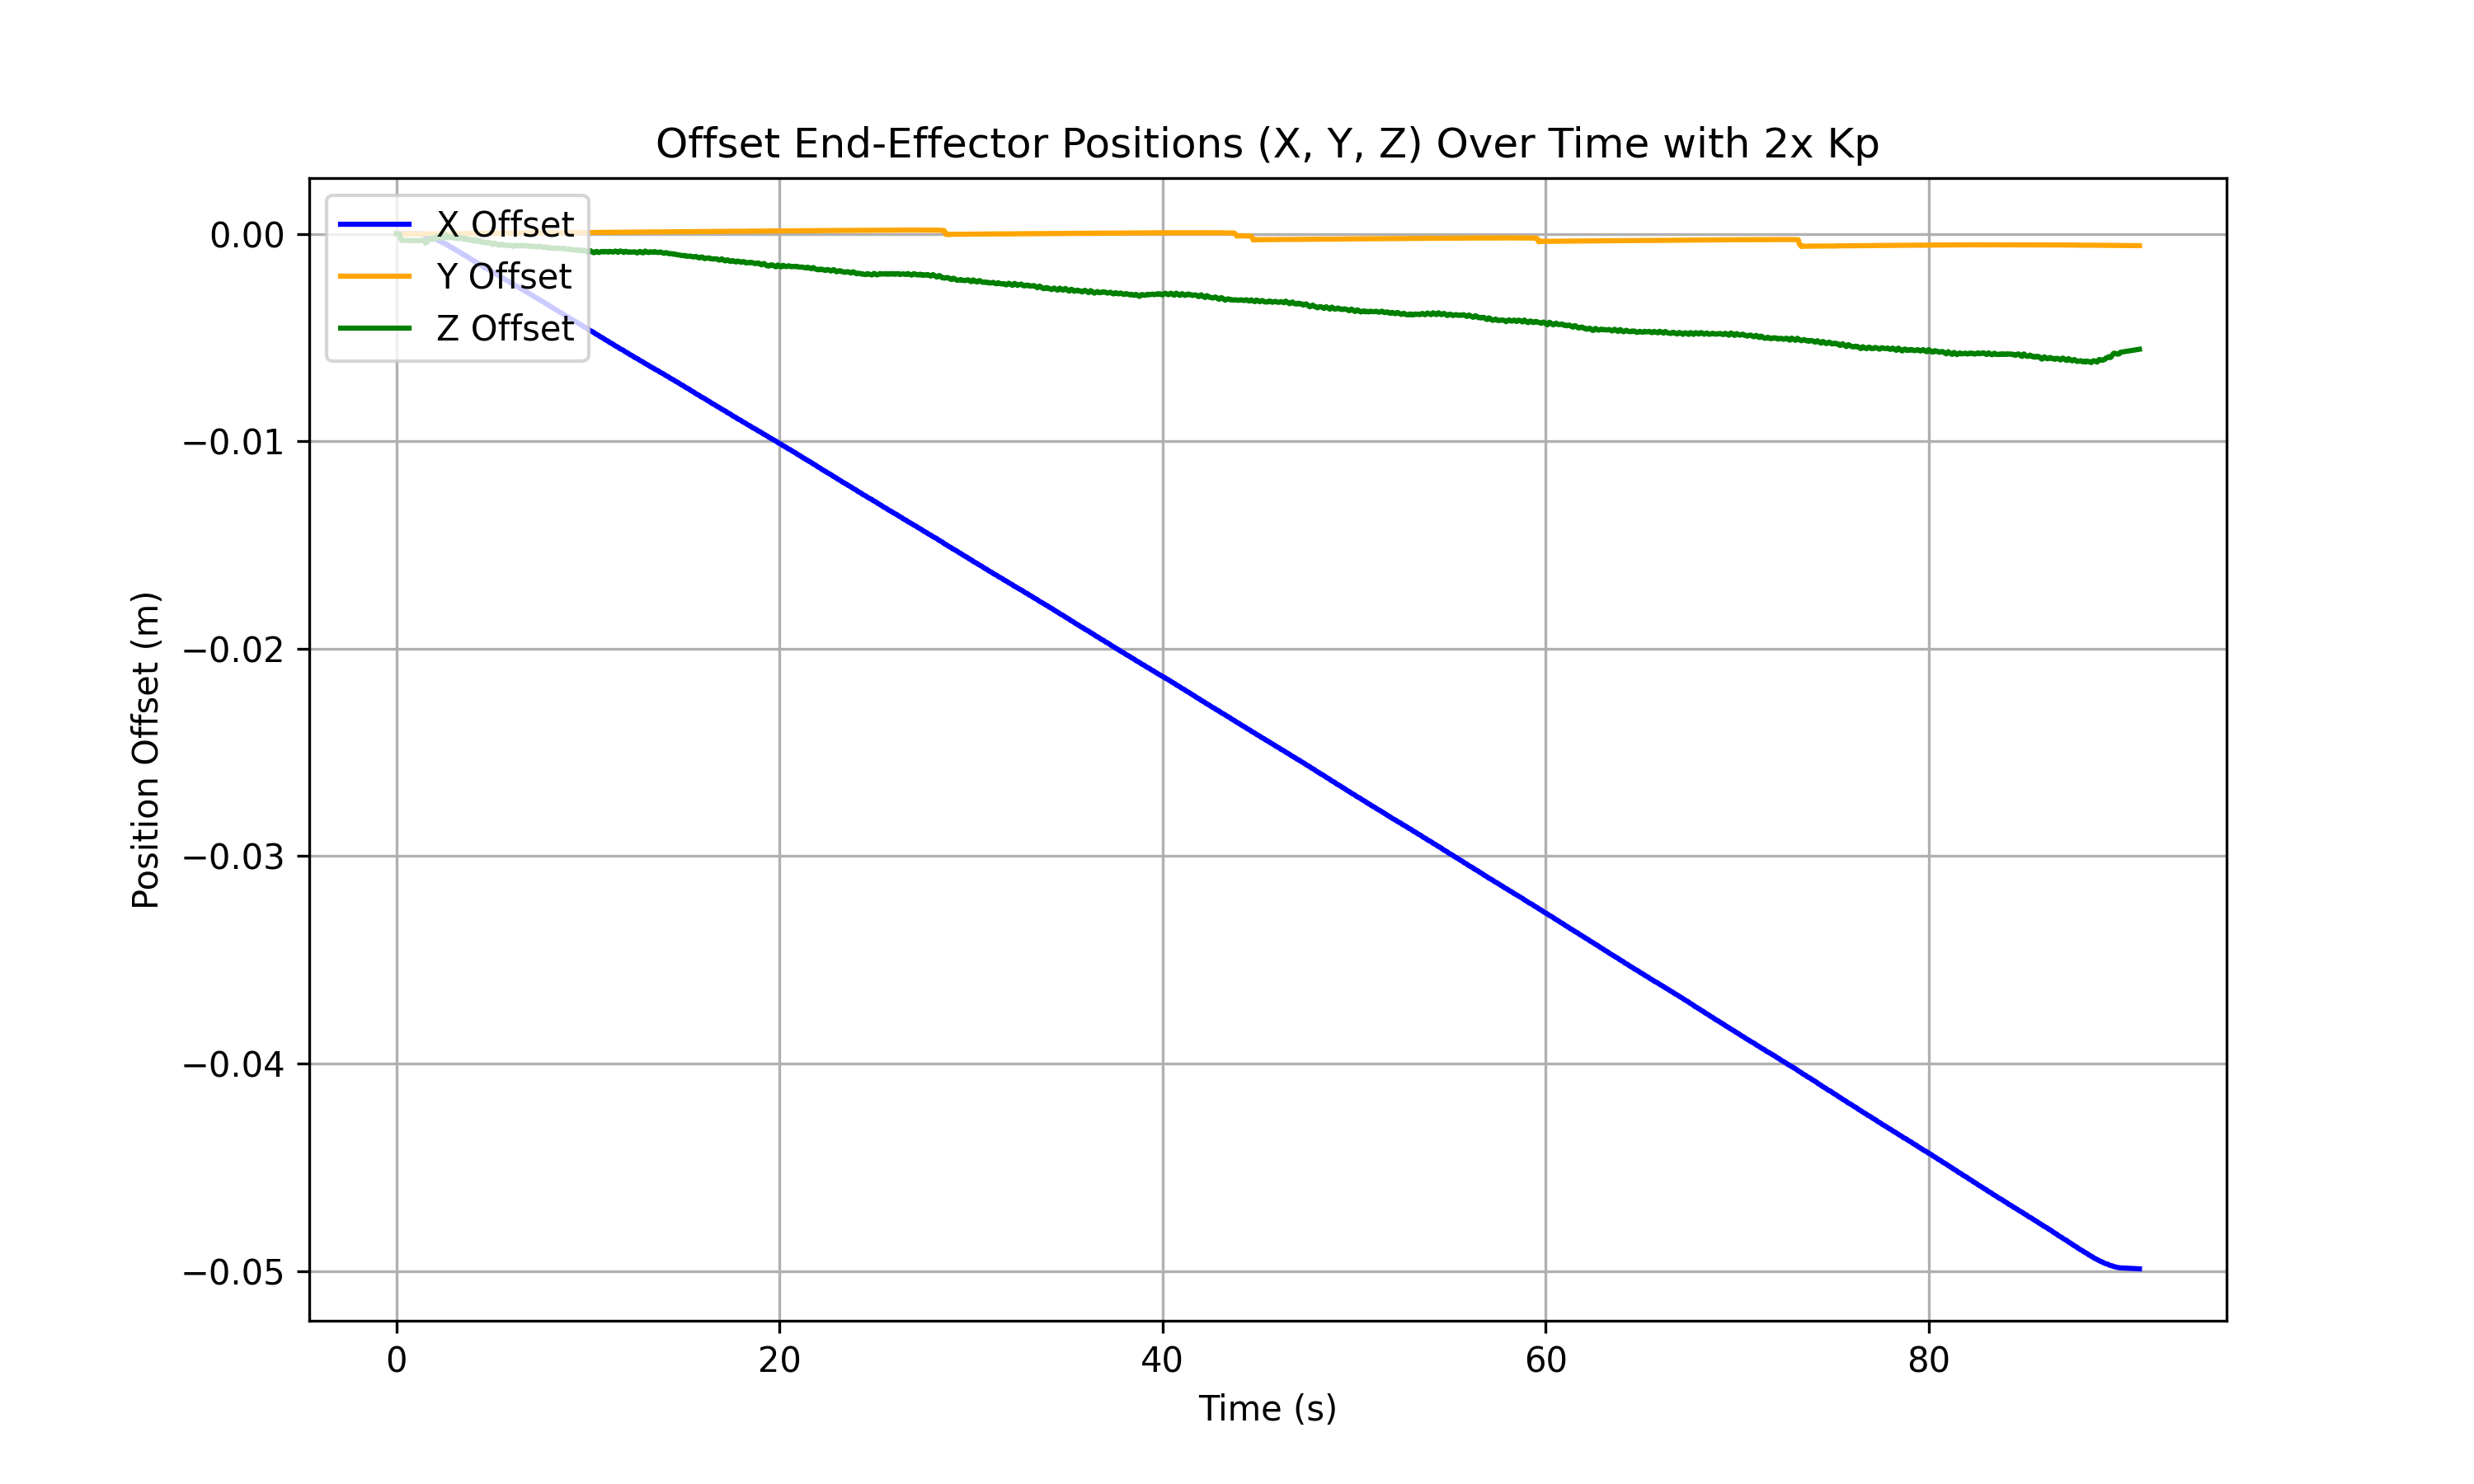 Offset End-Effector Positions (X, Y, Z) Over Time with 2x Kp
X Offset
Y Offset
Z Offset
0.00
−0.01
−0.02
−0.03
−0.04
−0.05
Position Offset (m)
0 20 40 60 80
Time (s)